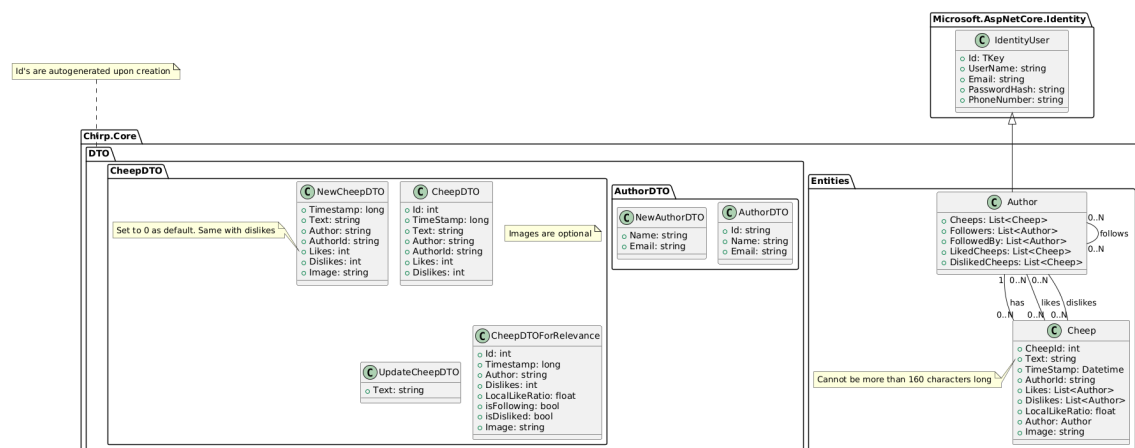 Microsoft.AspNetCore.Identity
C IdentityUser
Id: TKey
UserName: string
Email: string
PasswordHash: string
PhoneNumber: string
Id's are autogenerated upon creation
Chirp.Core
DTO
CheepDTO
C NewCheepDTO
Timestamp: long
Text: string
Author: string
AuthorId: string
Likes: int
Dislikes: int
Image: string
Set to 0 as default. Same with dislikes
C CheepDTO
Id: int
TimeStamp: long
Text: string
Author: string
AuthorId: string
Likes: int
Dislikes: int
Images are optional
C UpdateCheepDTO
Text: string
C CheepDTOForRelevance
Id: int
Timestamp: long
Author: string
Dislikes: int
LocalLikeRatio: float
isFollowing: bool
isDisliked: bool
Image: string
AuthorDTO
C NewAuthorDTO
Name: string
Email: string
C AuthorDTO
Id: string
Name: string
Email: string
Entities
C Author
Cheeps: List<Cheep>
Followers: List<Author>
FollowedBy: List<Author>
LikedCheeps: List<Cheep>
DislikedCheeps: List<Cheep>
0..N
follows
0..N
1 0..N 0..N
has likes dislikes
0..N 0..N 0..N
C Cheep
CheepId: int
Text: string
TimeStamp: Datetime
AuthorId: string
Likes: List<Author>
Dislikes: List<Author>
LocalLikeRatio: float
Author: Author
Image: string
Cannot be more than 160 characters long